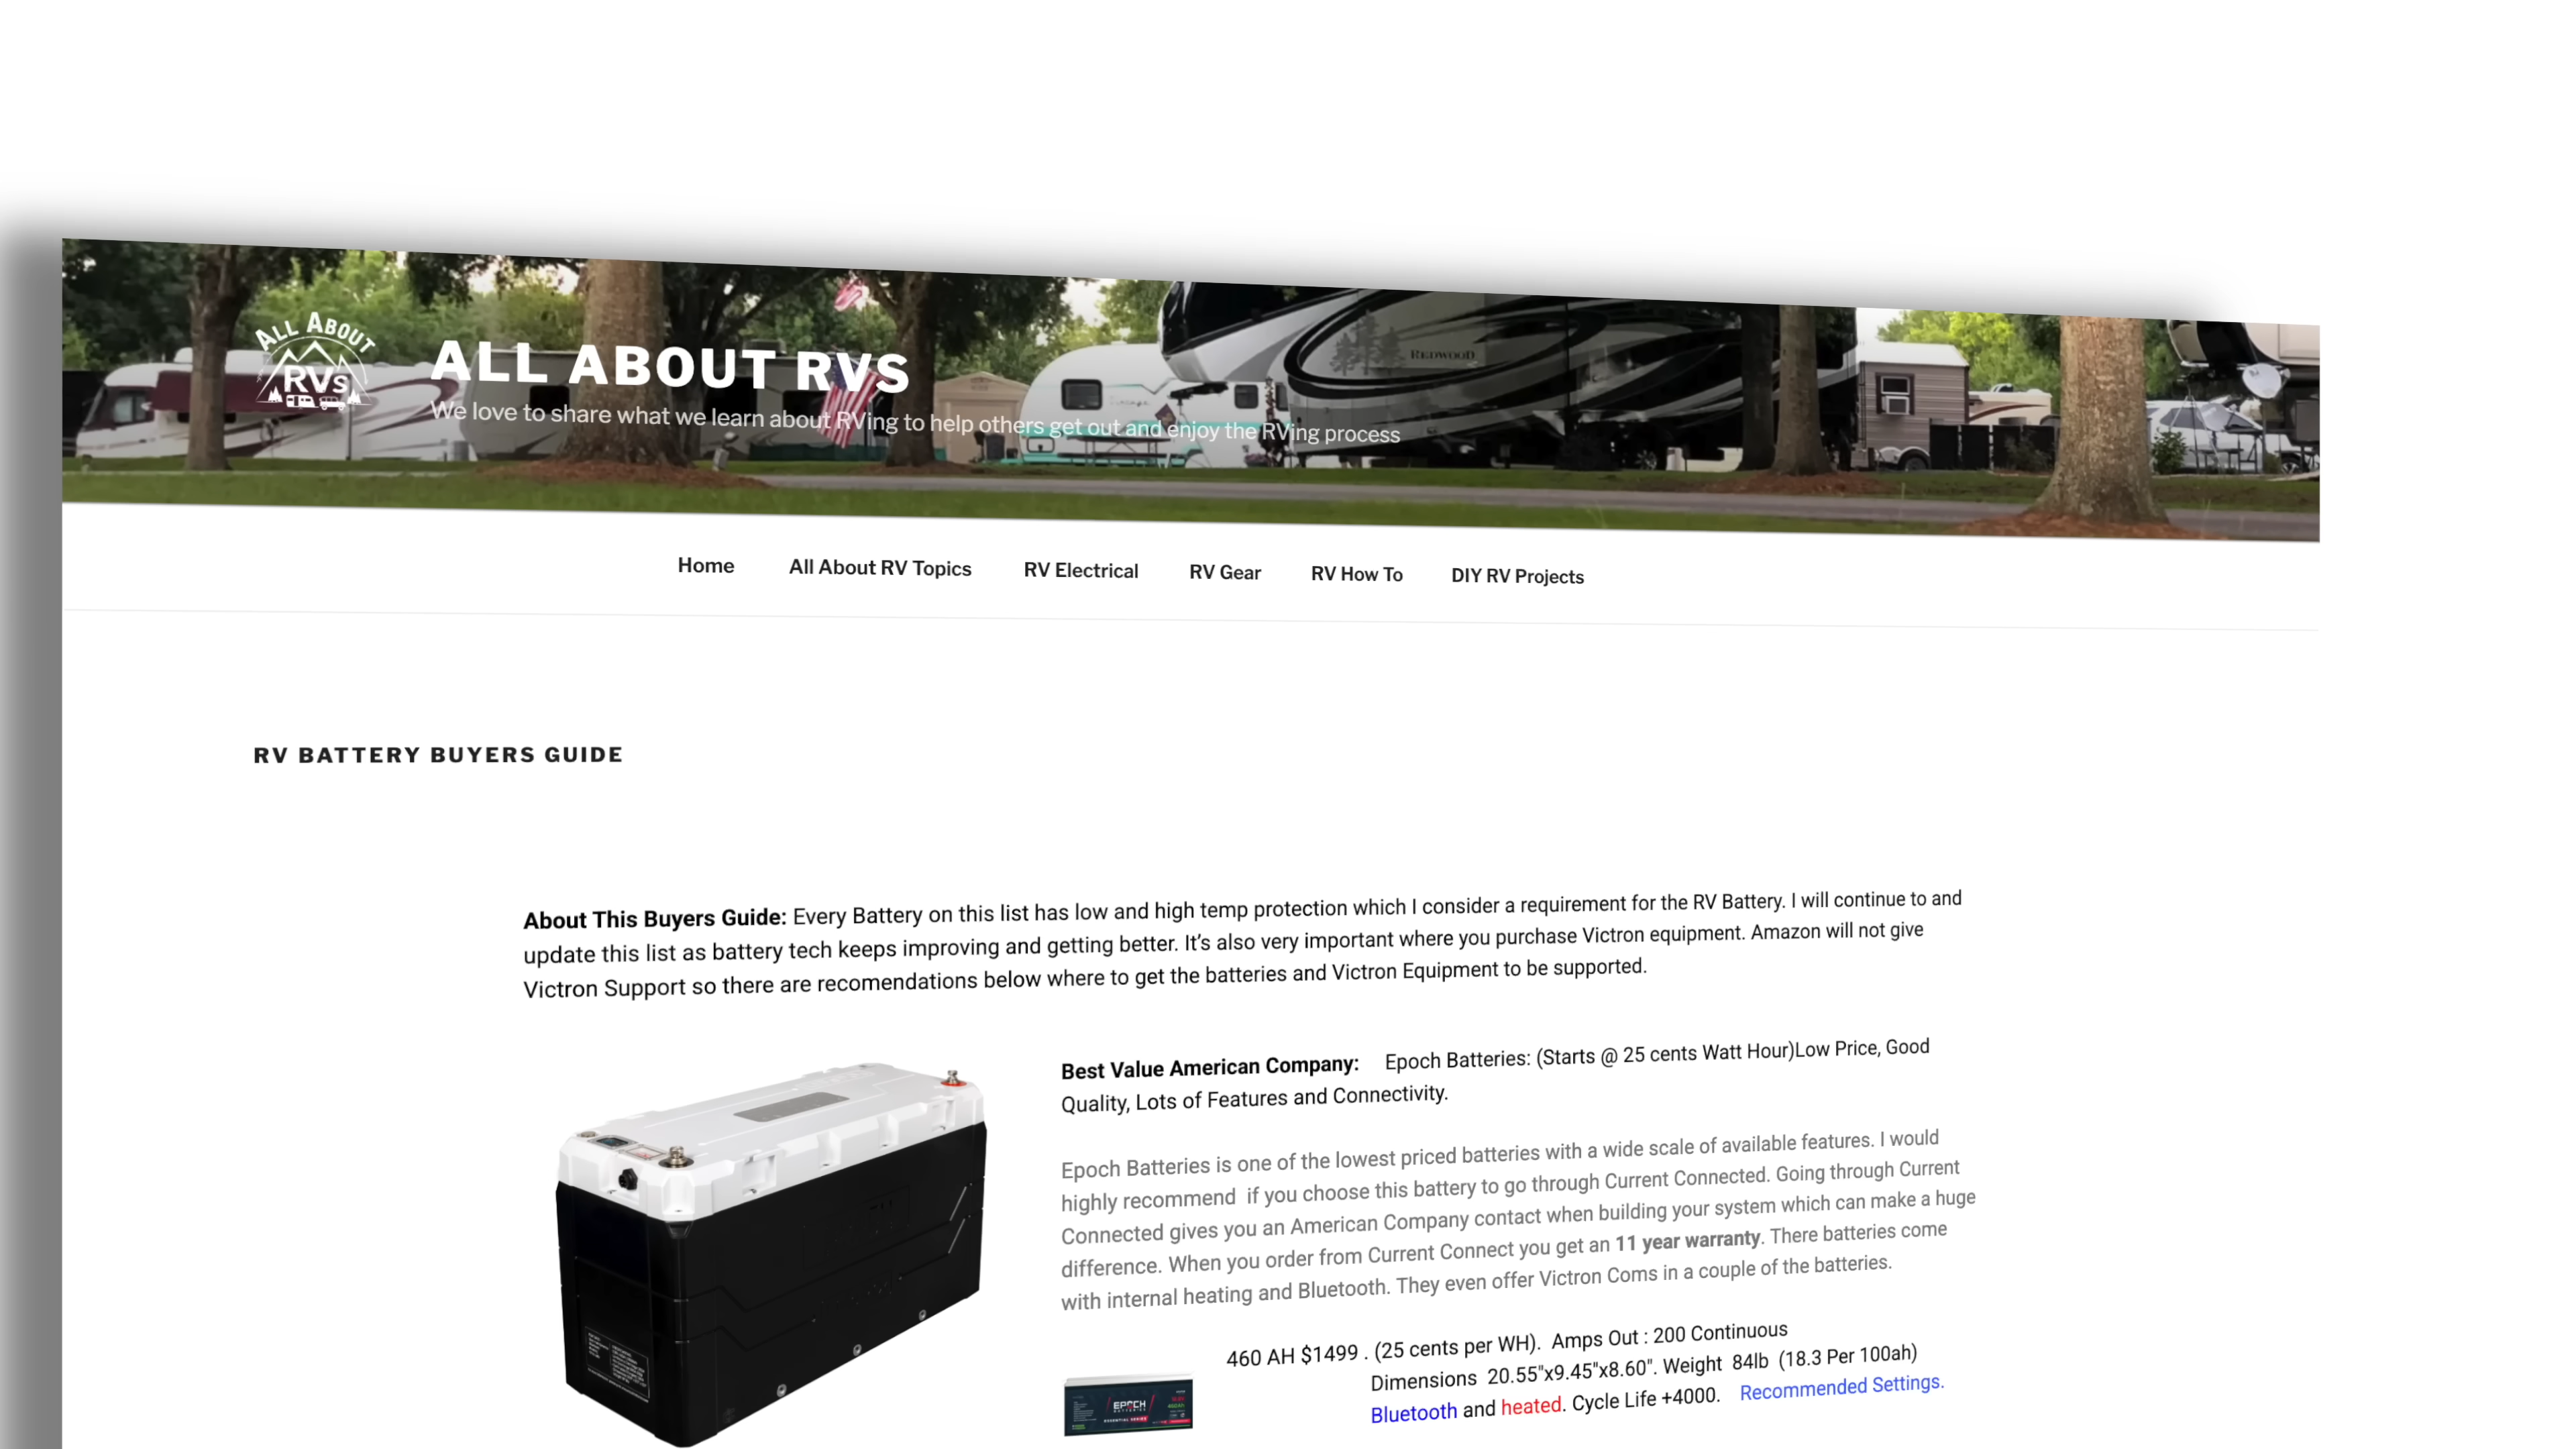 ALL ABOUT
RVs
ALL ABOUT RVS
We love to share what we learn about RVing to help others get out and enjoy the RVing process
REDWOOD
Home All About RV Topics RV Electrical RV Gear RV How To DIY RV Projects
RV BATTERY BUYERS GUIDE
About This Buyers Guide: Every Battery on this list has low and high temp protection which I consider a requirement for the RV Battery. I will continue to and
update this list as battery tech keeps improving and getting better. It’s also very important where you purchase Victron equipment. Amazon will not give
Victron Support so there are recomendations below where to get the batteries and Victron Equipment to be supported.
Best Value American Company: Epoch Batteries: (Starts @ 25 cents Watt Hour)Low Price, Good
Quality, Lots of Features and Connectivity.
Epoch Batteries is one of the lowest priced batteries with a wide scale of available features. I would
highly recommend if you choose this battery to go through Current Connected. Going through Current
Connected gives you an American Company contact when building your system which can make a huge
difference. When you order from Current Connect you get an 11 year warranty. There batteries come
with internal heating and Bluetooth. They even offer Victron Coms in a couple of the batteries.
460 AH $1499 . (25 cents per WH). Amps Out : 200 Continuous
Dimensions 20.55"x9.45"x8.60". Weight 84lb (18.3 Per 100ah)
Bluetooth and heated. Cycle Life +4000. Recommended Settings.
EPOCH
BATTERIES
ESSENTIAL SERIES